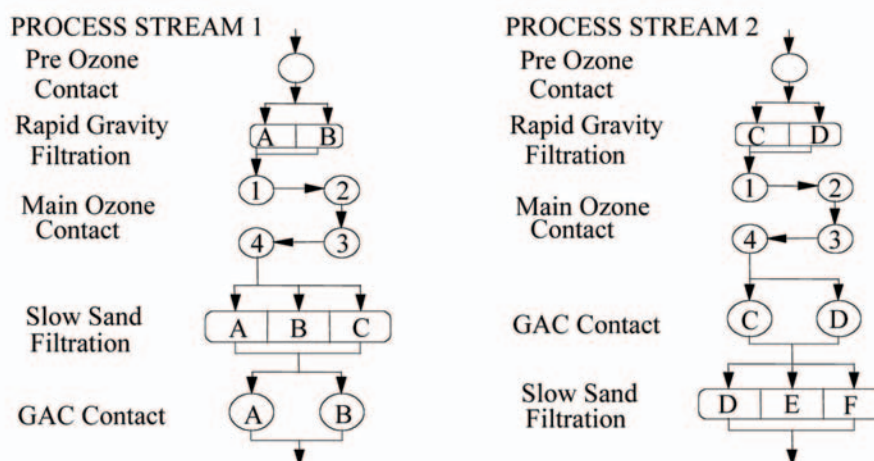 PROCESS STREAM 1
Pre Ozone
Contact
Rapid Gravity
Filtration
A B
1 2
Main Ozone
Contact
4 3
Slow Sand
Filtration
A B C
GAC Contact
A B
PROCESS STREAM 2
Pre Ozone
Contact
Rapid Gravity
Filtration
C D
1 2
Main Ozone
Contact
4 3
GAC Contact
C D
Slow Sand
Filtration
D E F